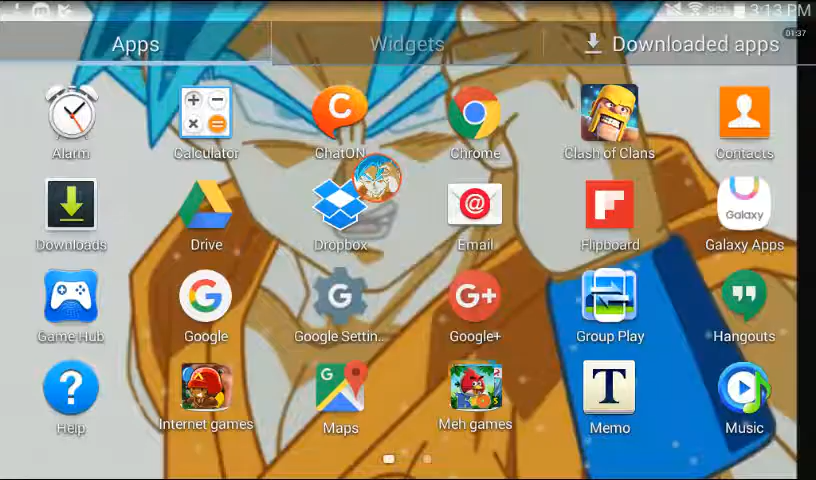 83% 3:13 PM
01:37
Apps Widgets Downloaded apps
Alarm Calculator ChatON Chrome Clash of Clans Contacts
Downloads Drive Dropbox Email Flipboard Galaxy Apps
Game Hub Google Google Settin.. Google+ Group Play Hangouts
Help Internet games Maps Meh games Memo Music